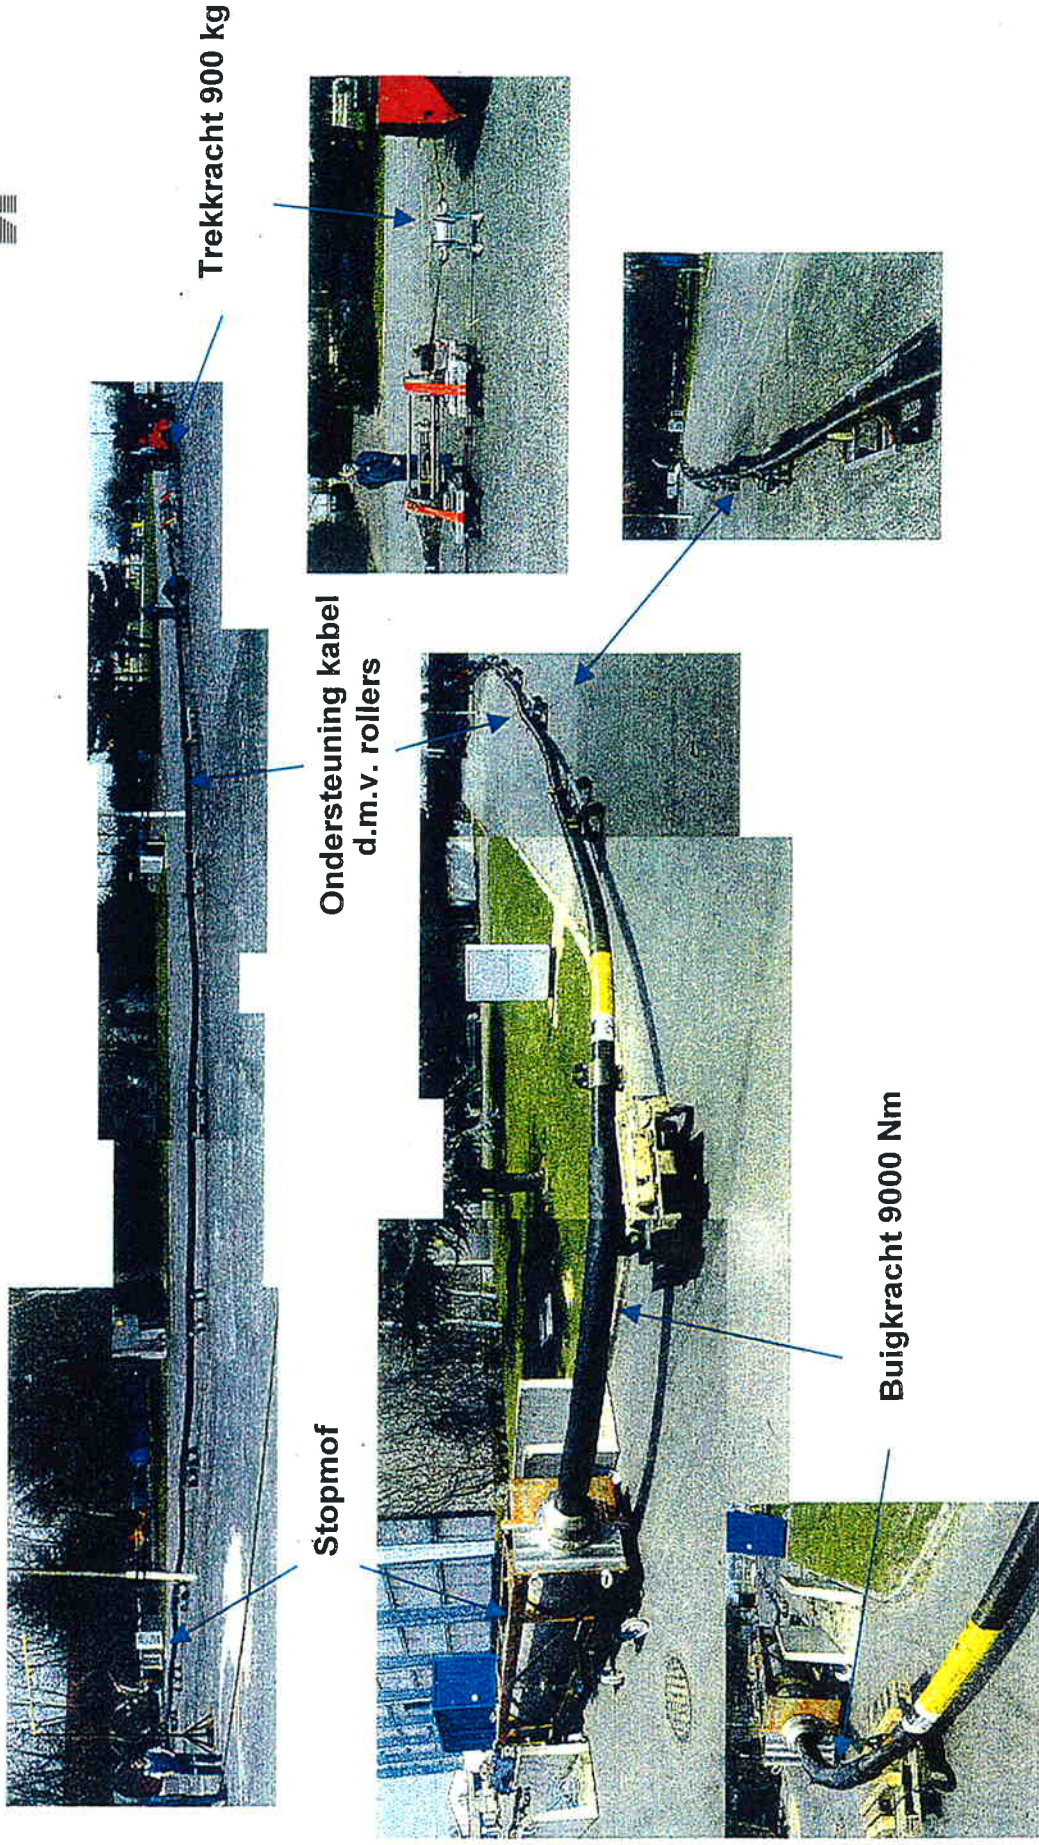 Trekkracht 900 kg
Ondersteuning kabel
d.m.v. rollers
Stopmof
Buigkracht 9000 Nm